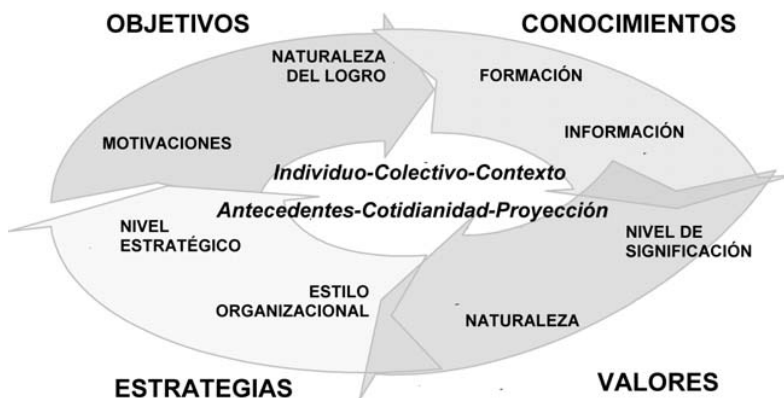 OBJETIVOS
CONOCIMIENTOS
NATURALEZA
DEL LOGRO
FORMACIÓN
MOTIVACIONES
INFORMACIÓN
Individuo-Colectivo-Contexto
Antecedentes-Cotidianidad-Proyección
NIVEL
ESTRATÉGICO
NIVEL DE
SIGNIFICACIÓN
ESTILO
ORGANIZACIONAL
NATURALEZA
ESTRATEGIAS
VALORES